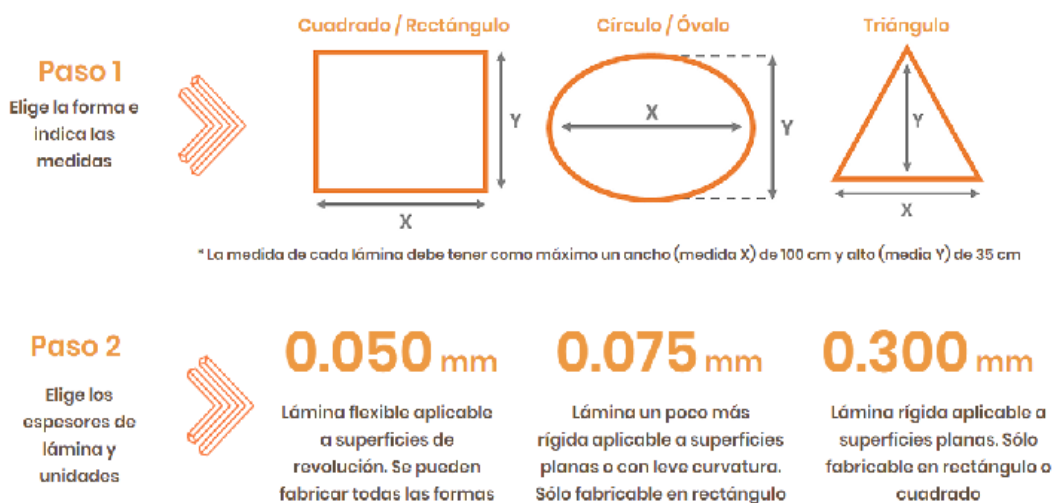 Cuadrado / Rectángulo
Círculo / Óvalo
Triángulo
Paso 1
Elige la forma e
indica las
medidas
Y
X
X
Y
Y
X
* La medida de cada lámina debe tener como máximo un ancho (medida X) de 100 cm y alto (media Y) de 35 cm
Paso 2
Elige los
espesores de
lámina y
unidades
0.050 mm
Lámina flexible aplicable
a superficies de
revolución. Se pueden
fabricar todas las formas
0.075 mm
Lámina un poco más
rígida aplicable a superficies
planas o con leve curvatura.
Sólo fabricable en rectángulo
0.300 mm
Lámina rígida aplicable a
superficies planas. Sólo
fabricable en rectángulo o
cuadrado